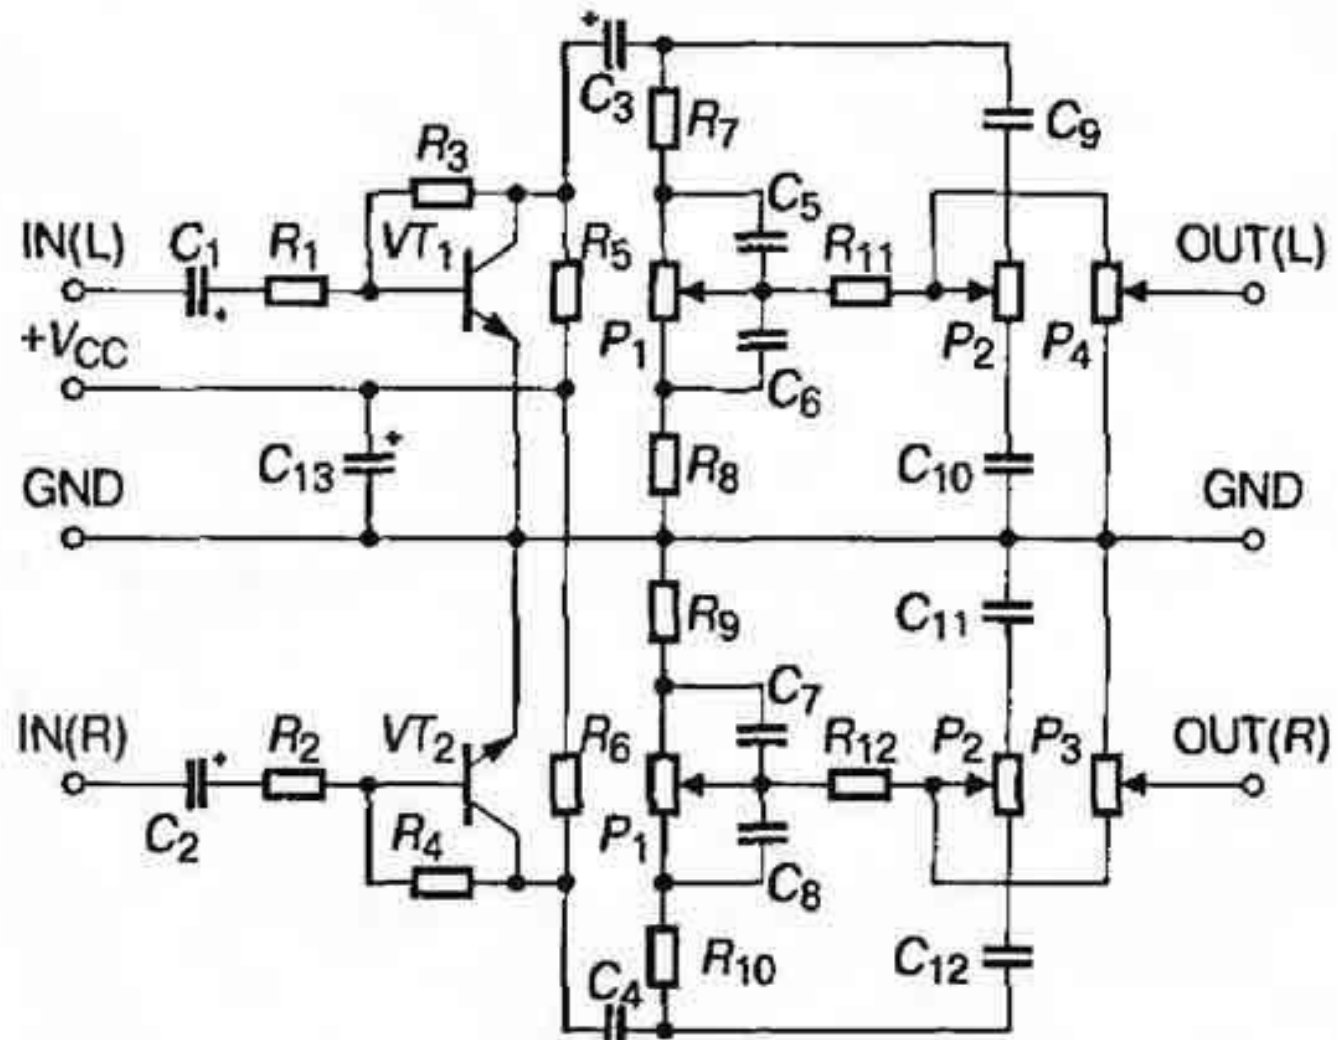 C3
R7
C9
R3
C5
IN(L)
C1
R1
VT1
R5
R11
OUT(L)
+VCC
P1
P2
P4
C6
C13
R8
C10
GND
GND
R9
C11
C7
IN(R)
R2
VT2
R6
R12
P2
P3
OUT(R)
C2
R4
P1
C8
R10
C12
C4